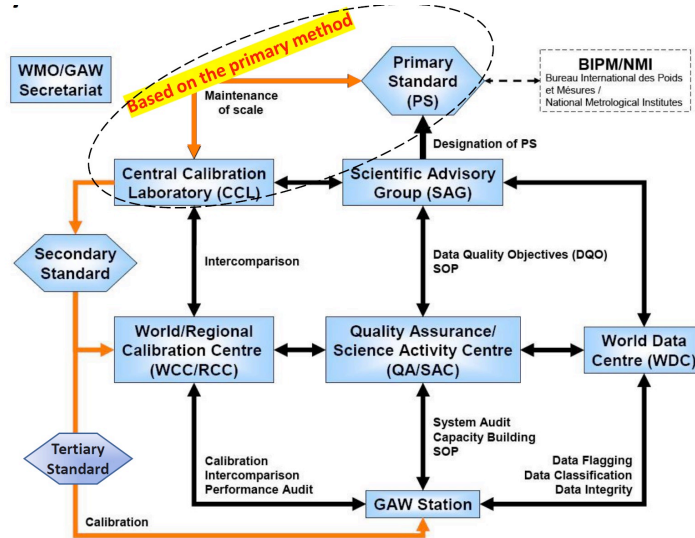 Based on the primary method
WMO/GAW
Secretariat
Primary
Standard
(PS)
BIPM/NMI
Bureau International des Poids
et Mésures /
National Metrological Institutes
Maintenance
of scale
Designation of PS
Central Calibration
Laboratory (CCL)
Scientific Advisory
Group (SAG)
Secondary
Standard
Intercomparison
Data Quality Objectives (DQO)
SOP
World/Regional
Calibration Centre
(WCC/RCC)
Quality Assurance/
Science Activity Centre
(QA/SAC)
World Data
Centre (WDC)
Tertiary
Standard
Calibration
Intercomparison
Performance Audit
System Audit
Capacity Building
SOP
Data Flagging
Data Classification
Data Integrity
GAW Station
Calibration